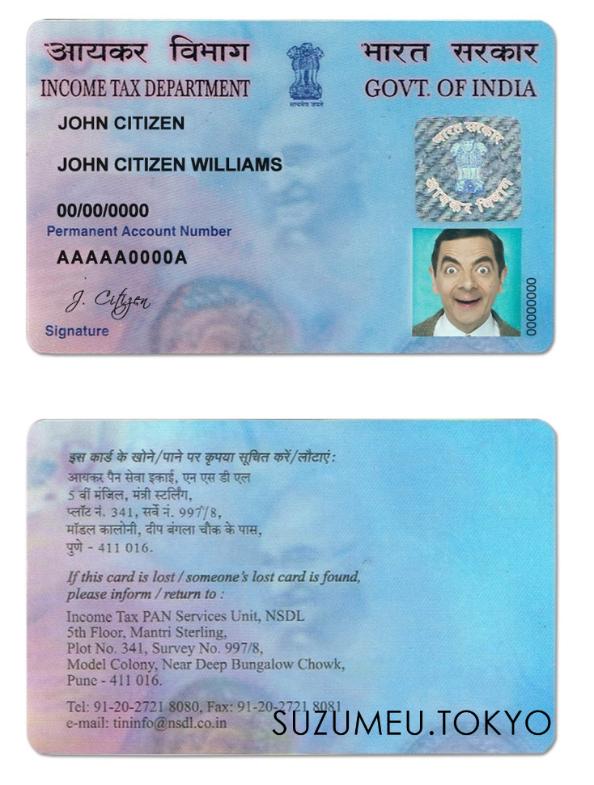 आयकर विभाग
INCOME TAX DEPARTMENT
सत्यमेव जयते
भारत सरकार
GOVT. OF INDIA
JOHN CITIZEN
JOHN CITIZEN WILLIAMS
00/00/0000
Permanent Account Number
AAAAA0000A
J. Citizen
Signature
भारत सरकार
आयकर विभाग
00000000
इस कार्ड के खोने/पाने पर कृपया सूचित करें/लौटाएं:
आयकर पैन सेवा इकाई, एन एस डी एल
5 वीं मंजिल, मंत्री स्टर्लिंग,
प्लॉट नं. 341, सर्वे नं. 997/8,
मॉडल कालोनी, दीप बंगला चौक के पास,
पुणे - 411 016.
If this card is lost / someone's lost card is found,
please inform / return to :
Income Tax PAN Services Unit, NSDL
5th Floor, Mantri Sterling,
Plot No. 341, Survey No. 997/8,
Model Colony, Near Deep Bungalow Chowk,
Pune - 411 016.
Tel: 91-20-2721 8080, Fax: 91-20-2721 8081
e-mail: tininfo@nsdl.co.in
SUZUMEU.TOKYO